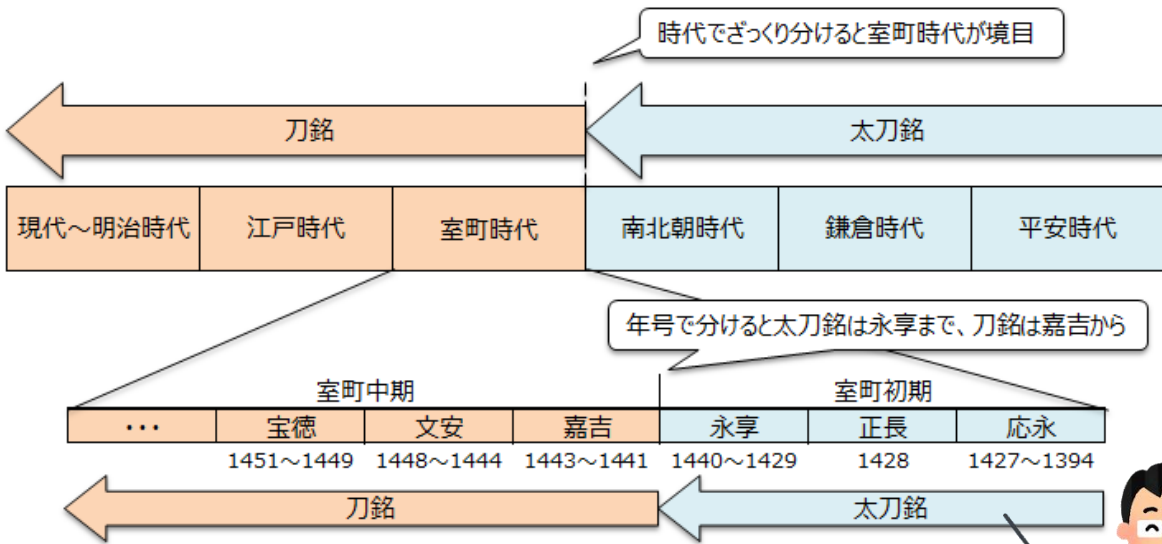 時代でざっくり分けると室町時代が境目
刀銘 太刀銘
現代～明治時代 江戸時代 室町時代 南北朝時代 鎌倉時代 平安時代
年号で分けると太刀銘は永享まで、刀銘は嘉吉から
室町中期 室町初期
・・・ 宝徳 文安 嘉吉 永享 正長 応永
1451～1449 1448～1444 1443～1441 1440～1429 1428 1427～1394
刀銘 太刀銘